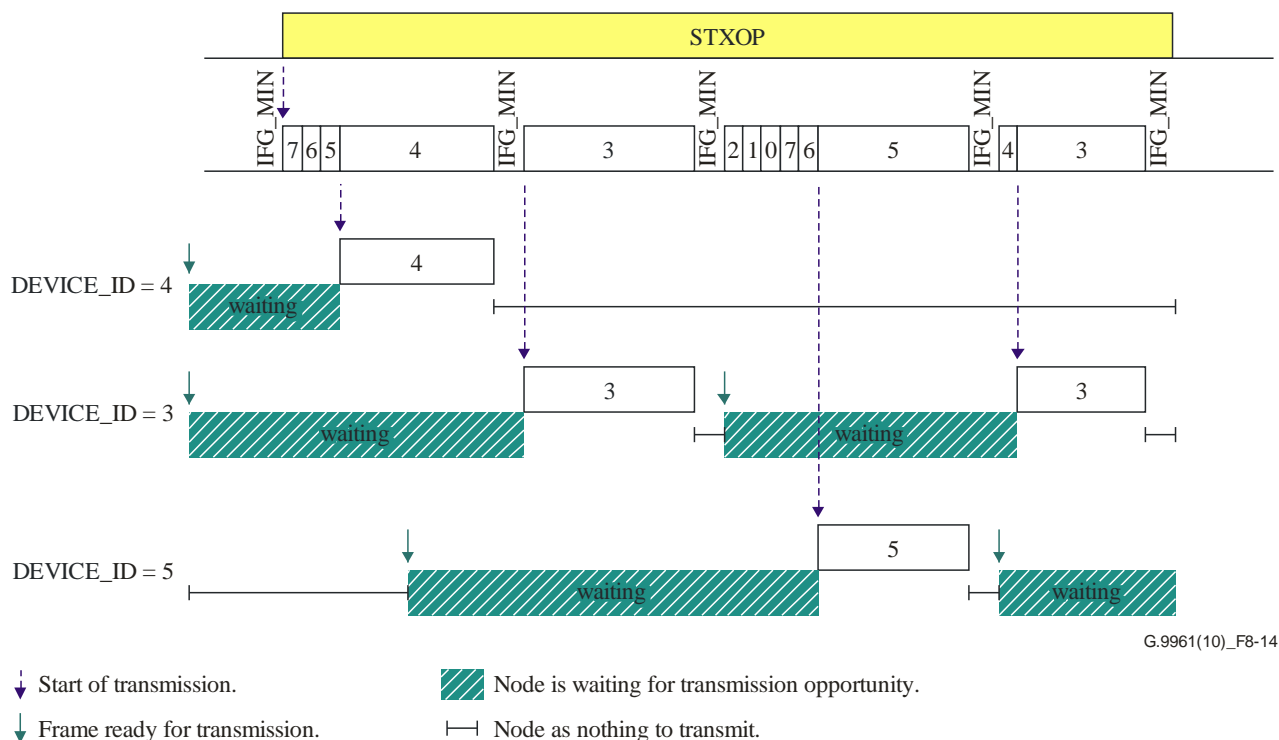 STXOP
IFG_MIN
IFG_MIN
IFG_MIN
IFG_MIN
IFG_MIN
7 6 5 4 3 2 1 0 7 6 5 4 3
4
DEVICE_ID = 4
waiting
3
3
DEVICE_ID = 3
waiting
waiting
5
DEVICE_ID = 5
waiting
waiting
G.9961(10)_F8-14
Start of transmission.
Node is waiting for transmission opportunity.
Frame ready for transmission.
Node as nothing to transmit.